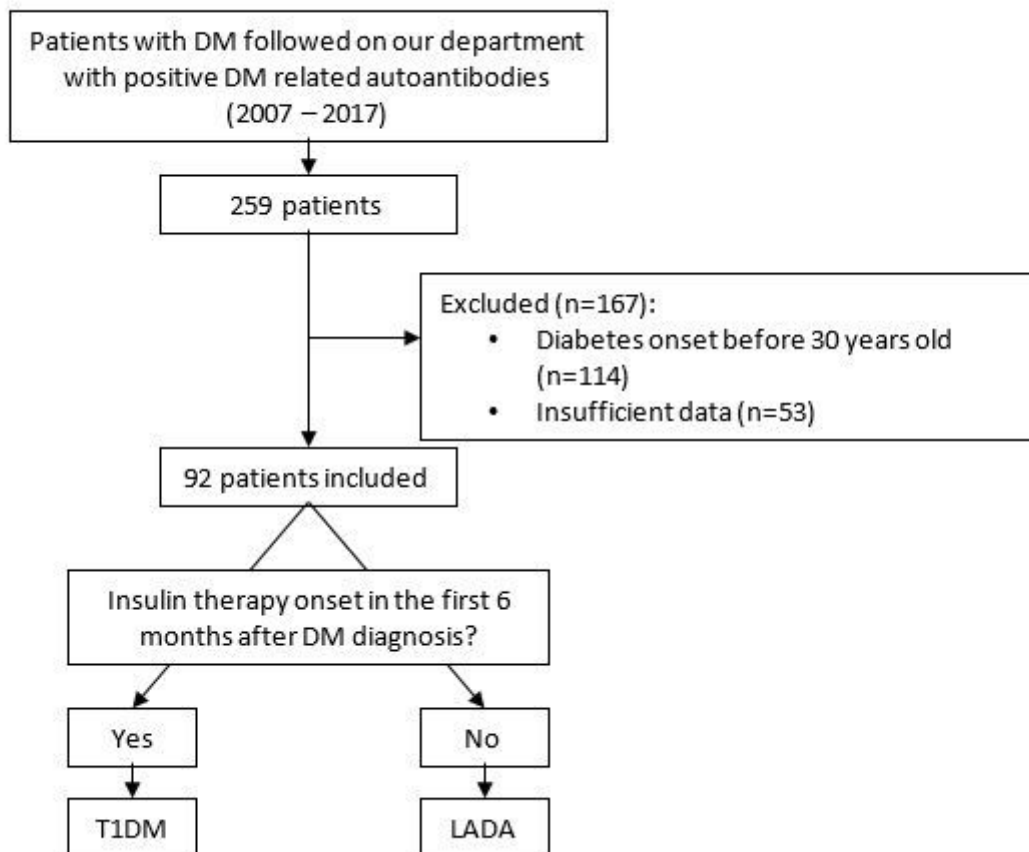 Patients with DM followed on our department
with positive DM related autoantibodies
(2007 – 2017)
259 patients
Excluded (n=167):
• Diabetes onset before 30 years old
(n=114)
• Insufficient data (n=53)
92 patients included
Insulin therapy onset in the first 6
months after DM diagnosis?
Yes
No
T1DM
LADA